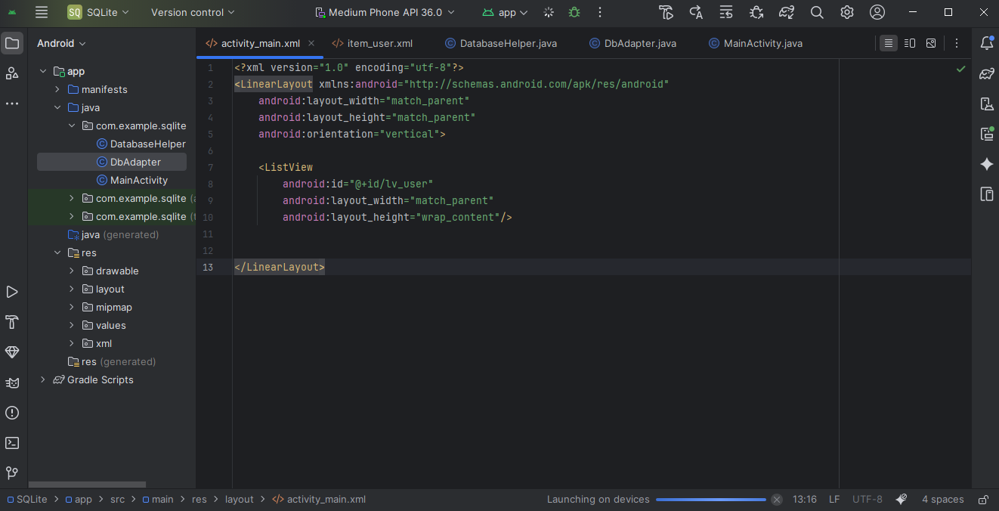 SQ SQLite Version control Medium Phone API 36.0 app
Android
activity_main.xml item_user.xml DatabaseHelper.java DbAdapter.java MainActivity.java
app
manifests
java
com.example.sqlite
DatabaseHelper
DbAdapter
MainActivity
com.example.sqlite
com.example.sqlite
java (generated)
res
drawable
layout
mipmap
values
xml
res (generated)
Gradle Scripts
1 <?xml version="1.0" encoding="utf-8"?>
2 <LinearLayout xmlns:android="http://schemas.android.com/apk/res/android"
3 android:layout_width="match_parent"
4 android:layout_height="match_parent"
5 android:orientation="vertical">
6
7 <ListView
8 android:id="@+id/lv_user"
9 android:layout_width="match_parent"
10 android:layout_height="wrap_content"/>
11
12
13 </LinearLayout>
SQLite > app > src > main > res > layout > activity_main.xml Launching on devices 13:16 LF UTF-8 4 spaces